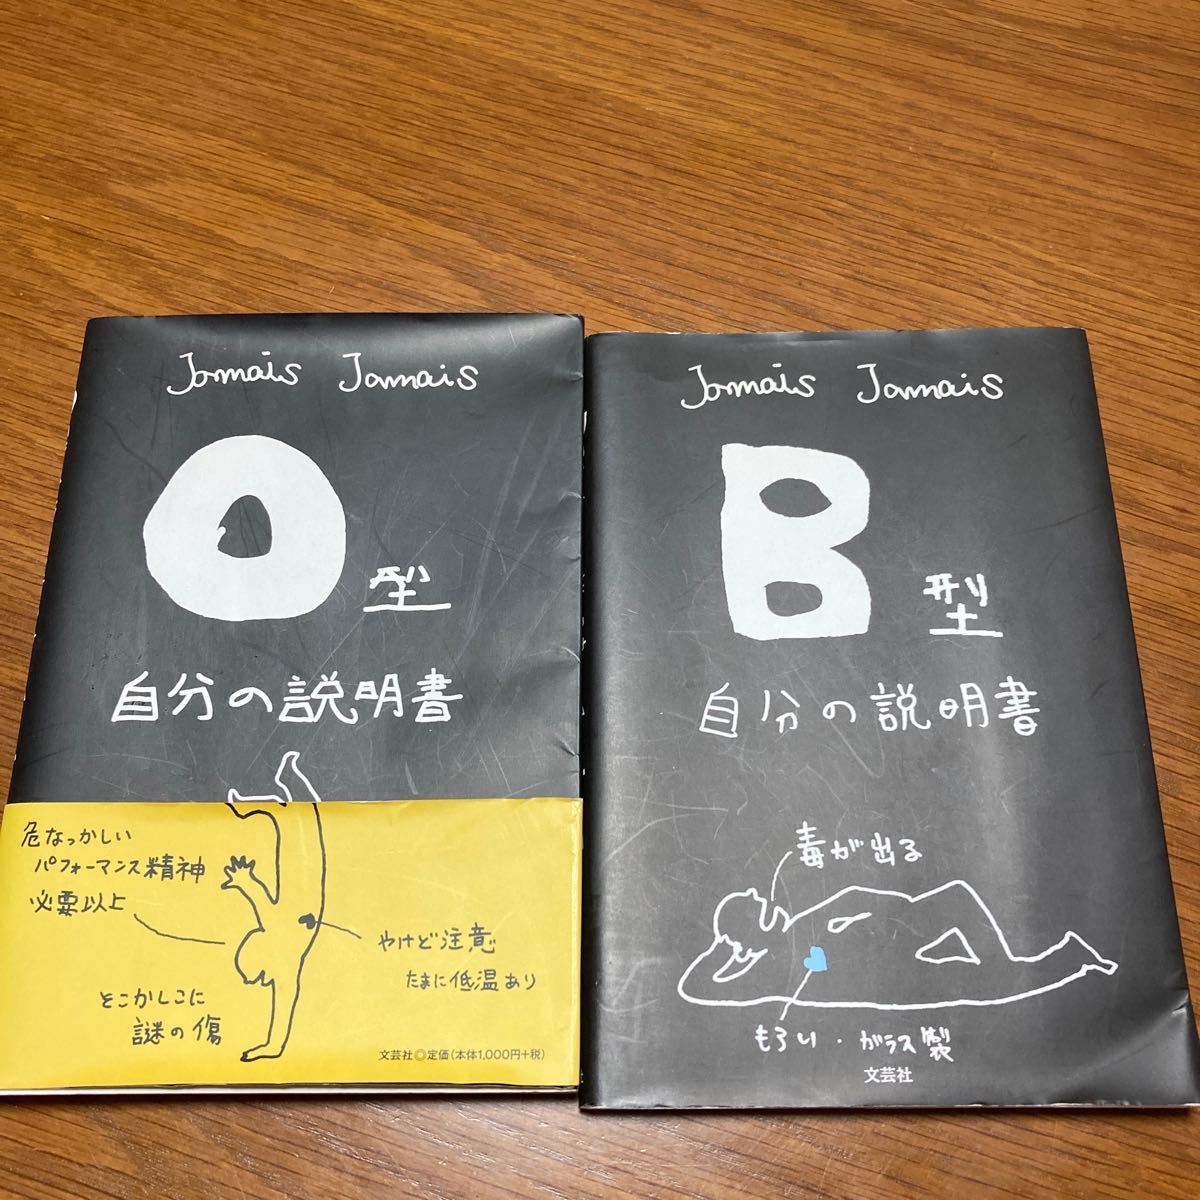 Jamais Jamais
O型
自分の説明書
危なっかしい
パフォーマンス精神
必要以上
やけど注意
たまに低温あり
そこかしこに
謎の傷
文芸社◎定価(本体1,000円+税)
Jamais Jamais
B型
自分の説明書
毒が出る
もろい・ガラス製
文芸社